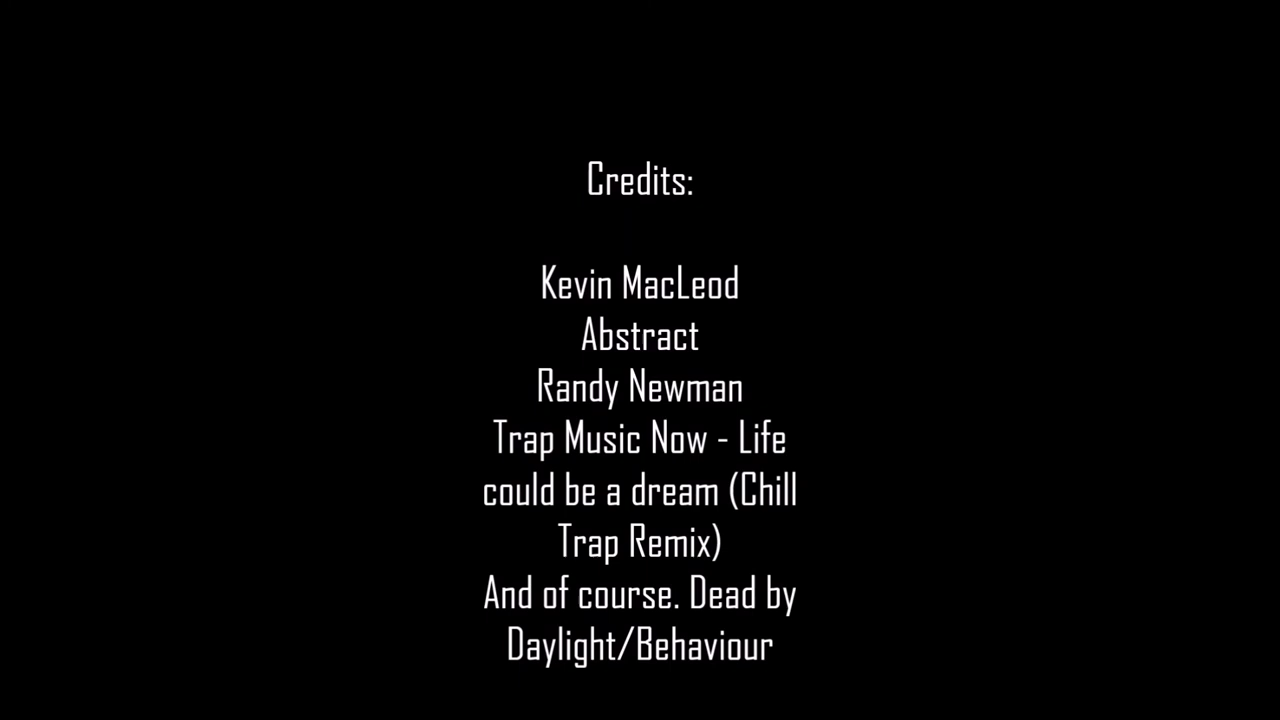 Credits:
Kevin MacLeod
Abstract
Randy Newman
Trap Music Now - Life
could be a dream (Chill
Trap Remix)
And of course. Dead by
Daylight/Behaviour